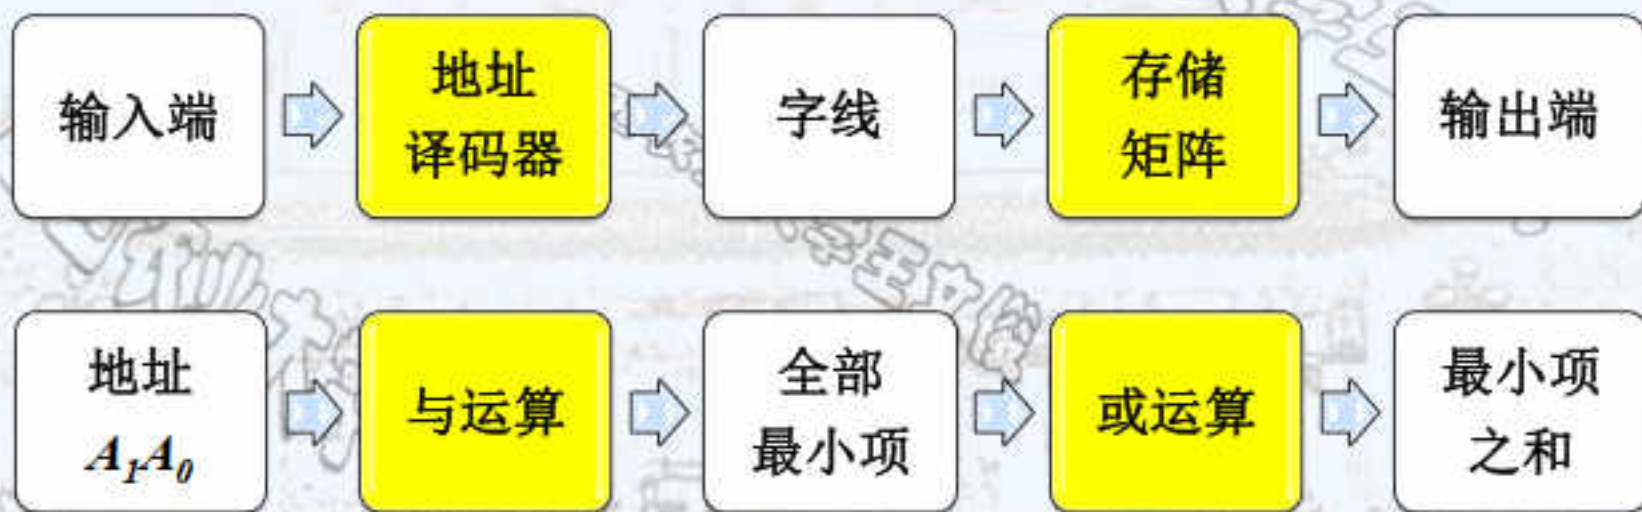 输入端
地址
译码器
字线
存储
矩阵
输出端
地址
A₁A₀
与运算
全部
最小项
或运算
最小项
之和